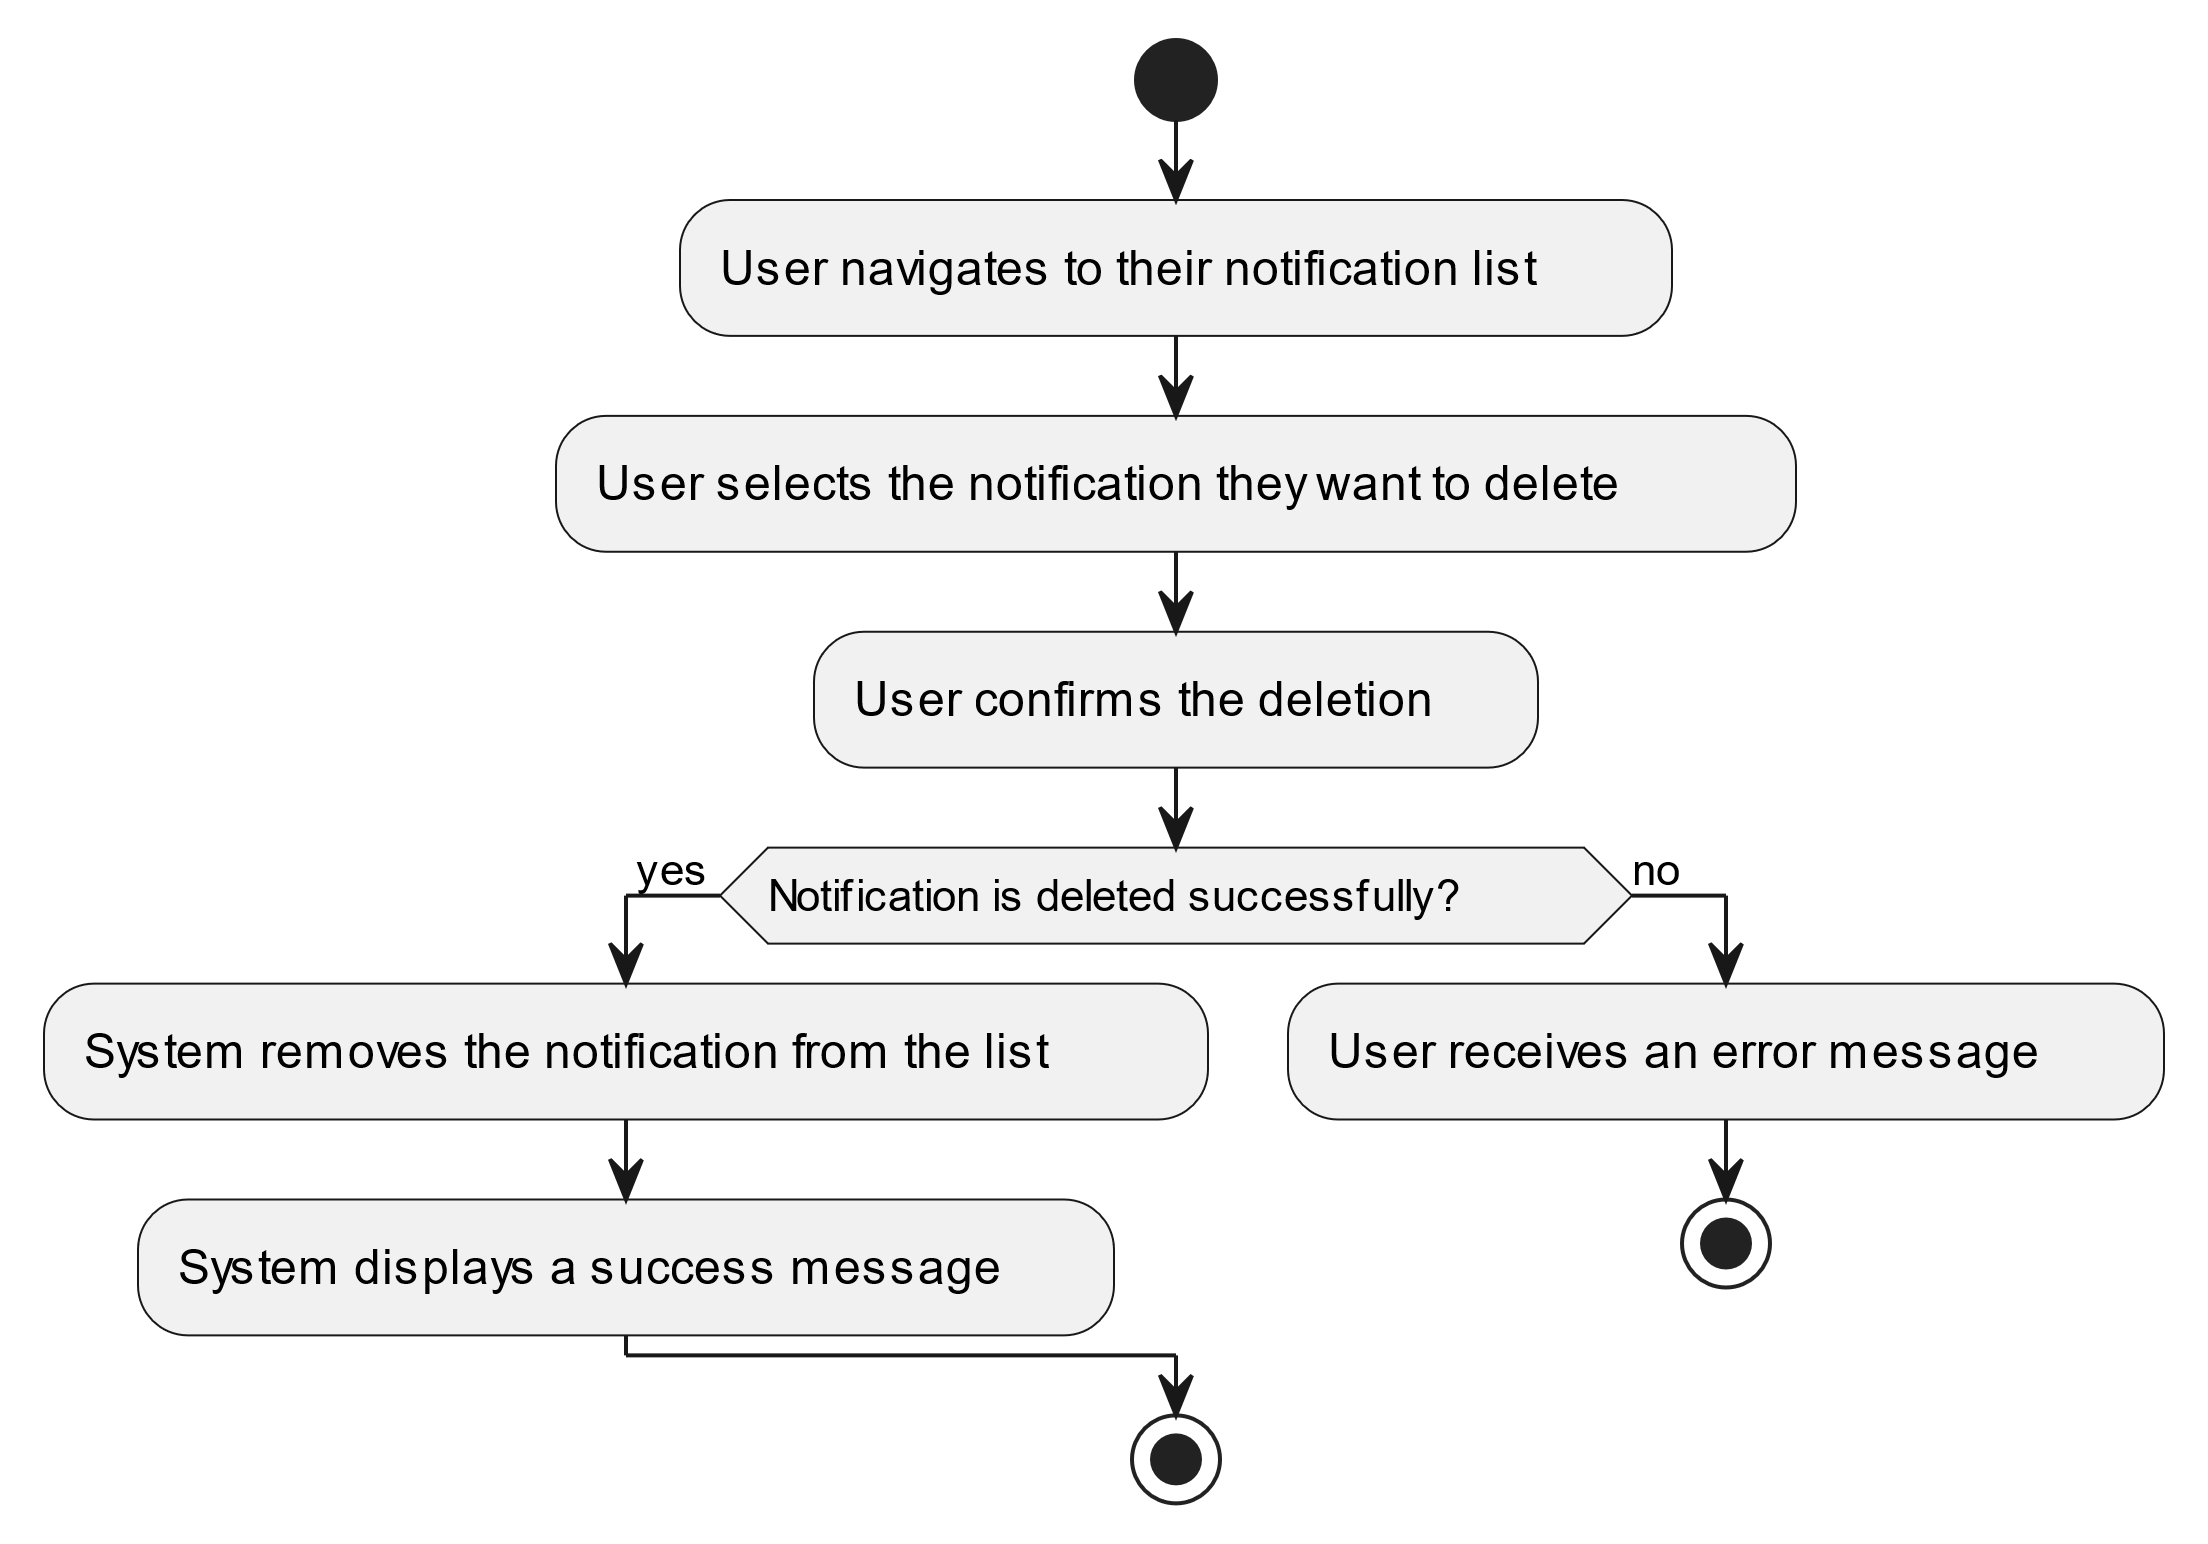 User navigates to their notification list
User selects the notification they want to delete
User confirms the deletion
yes
Notification is deleted successfully?
no
System removes the notification from the list
User receives an error message
System displays a success message